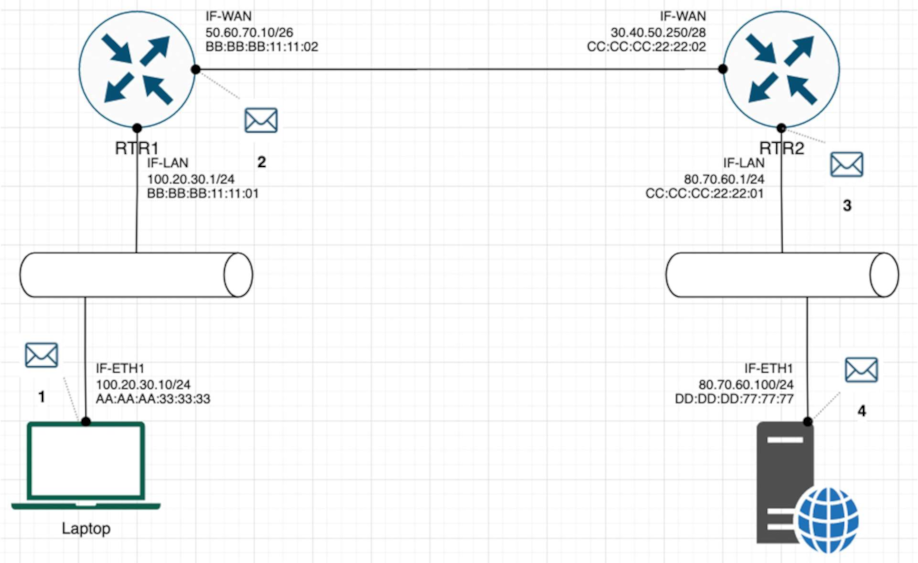 IF-WAN
50.60.70.10/26
BB:BB:BB:11:11:02
IF-WAN
30.40.50.250/28
CC:CC:CC:22:22:02
2
RTR1
IF-LAN
100.20.30.1/24
BB:BB:BB:11:11:01
RTR2
IF-LAN
80.70.60.1/24
CC:CC:CC:22:22:01
3
1
IF-ETH1
100.20.30.10/24
AA:AA:AA:33:33:33
Laptop
IF-ETH1
80.70.60.100/24
DD:DD:DD:77:77:77
4